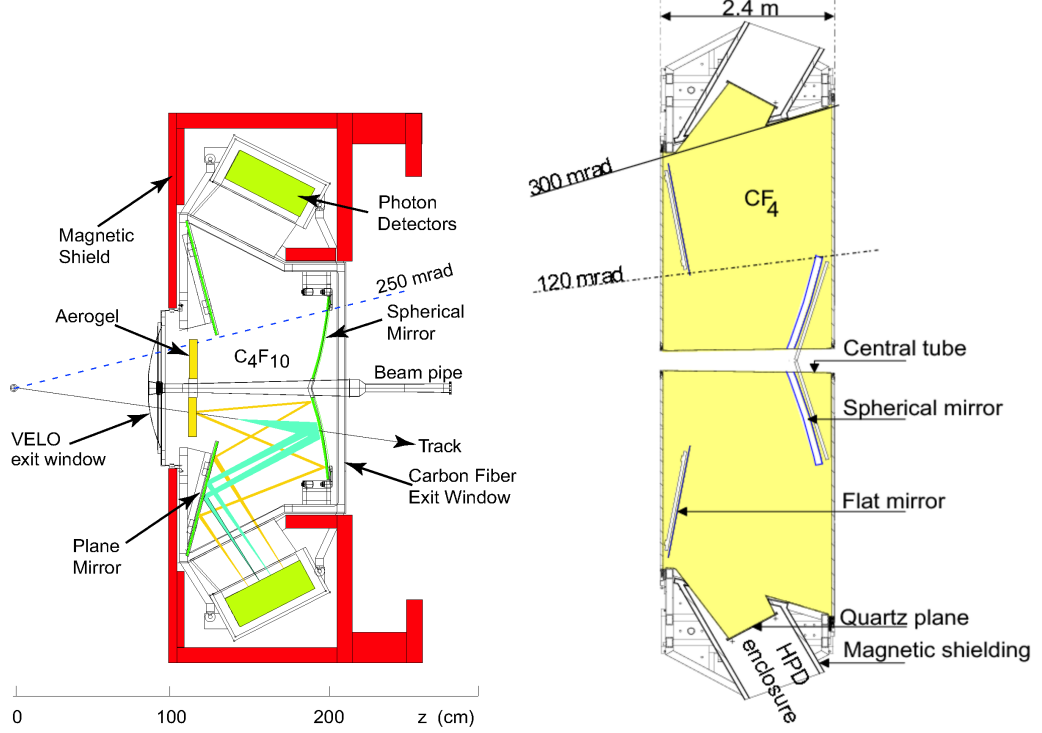 Magnetic
Shield
Aerogel
VELO
exit window
Plane
Mirror
C4F10
250 mrad
Photon
Detectors
Spherical
Mirror
Beam pipe
Track
Carbon Fiber
Exit Window
0
100
200
z (cm)
2.4 m
300 mrad
CF4
120 mrad
Central tube
Spherical mirror
Flat mirror
Quartz plane
Magnetic shielding
HPD
enclosure